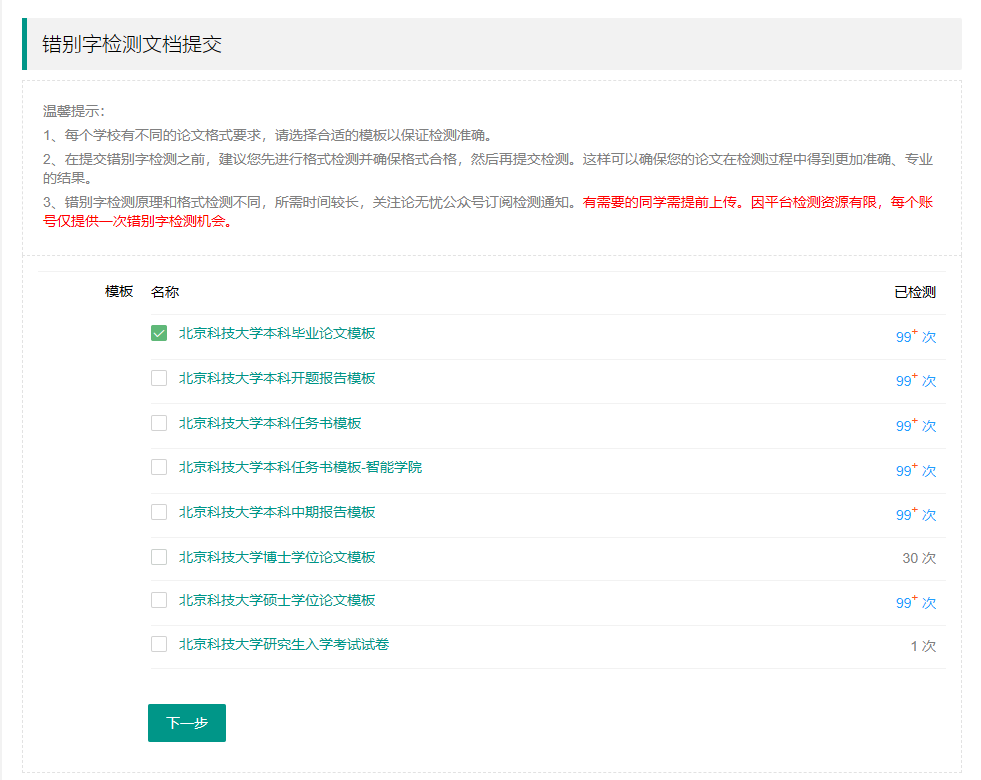 错别字检测文档提交
温馨提示：
1、每个学校有不同的论文格式要求，请选择合适的模板以保证检测准确。
2、在提交错别字检测之前，建议您先进行格式检测并确保格式合格，然后再提交检测。这样可以确保您的论文在检测过程中得到更加准确、专业
的结果。
3、错别字检测原理和格式检测不同，所需时间较长，关注论无忧公众号订阅检测通知。有需要的同学需提前上传。因平台检测资源有限，每个账
号仅提供一次错别字检测机会。
模板 名称 已检测
北京科技大学本科毕业论文模板 99+ 次
北京科技大学本科开题报告模板 99+ 次
北京科技大学本科任务书模板 99+ 次
北京科技大学本科任务书模板-智能学院 99+ 次
北京科技大学本科中期报告模板 99+ 次
北京科技大学博士学位论文模板 30 次
北京科技大学硕士学位论文模板 99+ 次
北京科技大学研究生入学考试试卷 1 次
下一步